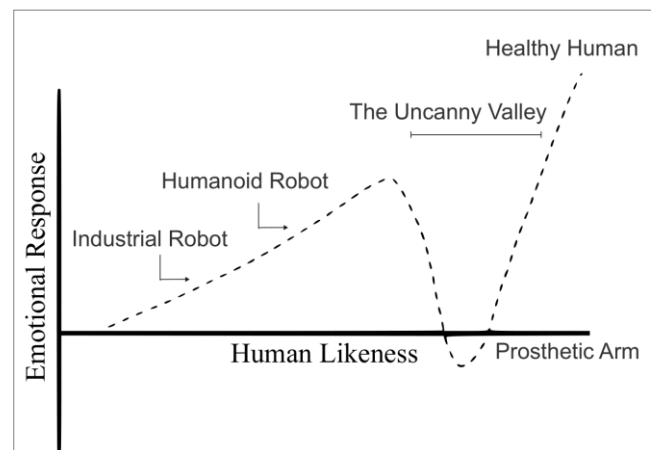 Healthy Human
The Uncanny Valley
Humanoid Robot
Industrial Robot
Emotional Response
Human Likeness
Prosthetic Arm